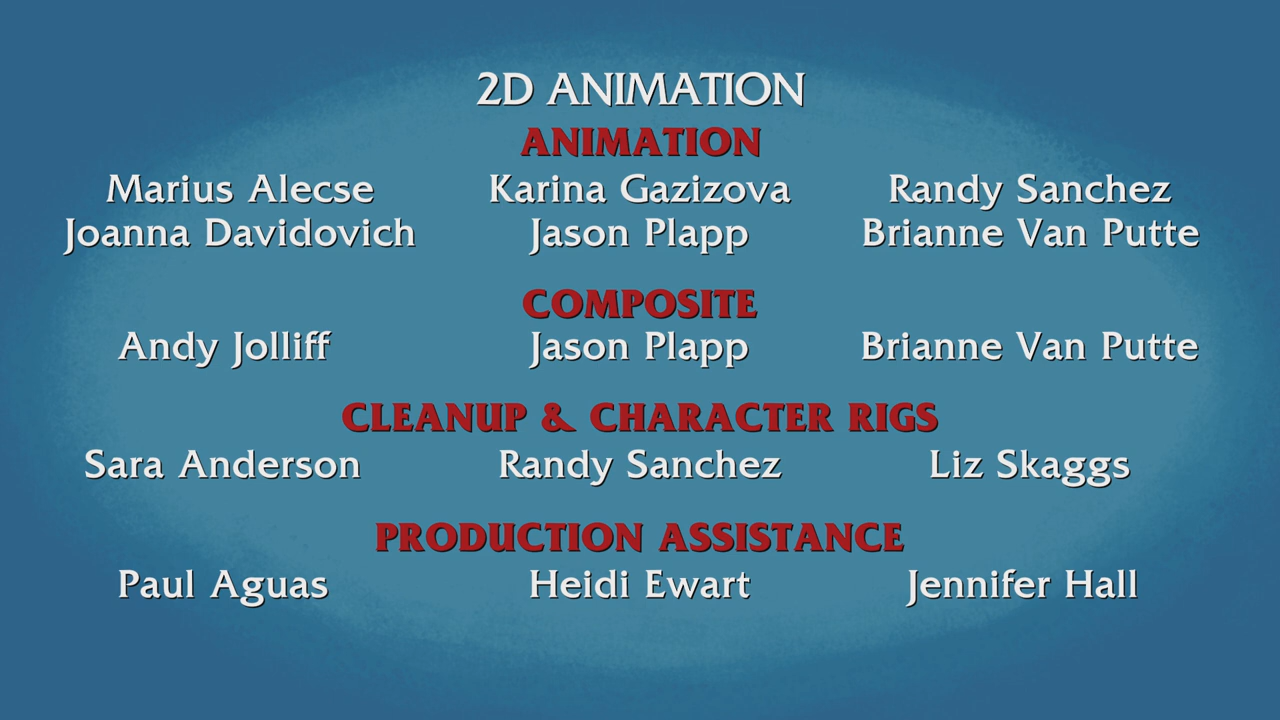 2D ANIMATION
ANIMATION
Marius Alecse Karina Gazizova Randy Sanchez
Joanna Davidovich Jason Plapp Brianne Van Putte
COMPOSITE
Andy Jolliff Jason Plapp Brianne Van Putte
CLEANUP & CHARACTER RIGS
Sara Anderson Randy Sanchez Liz Skaggs
PRODUCTION ASSISTANCE
Paul Aguas Heidi Ewart Jennifer Hall